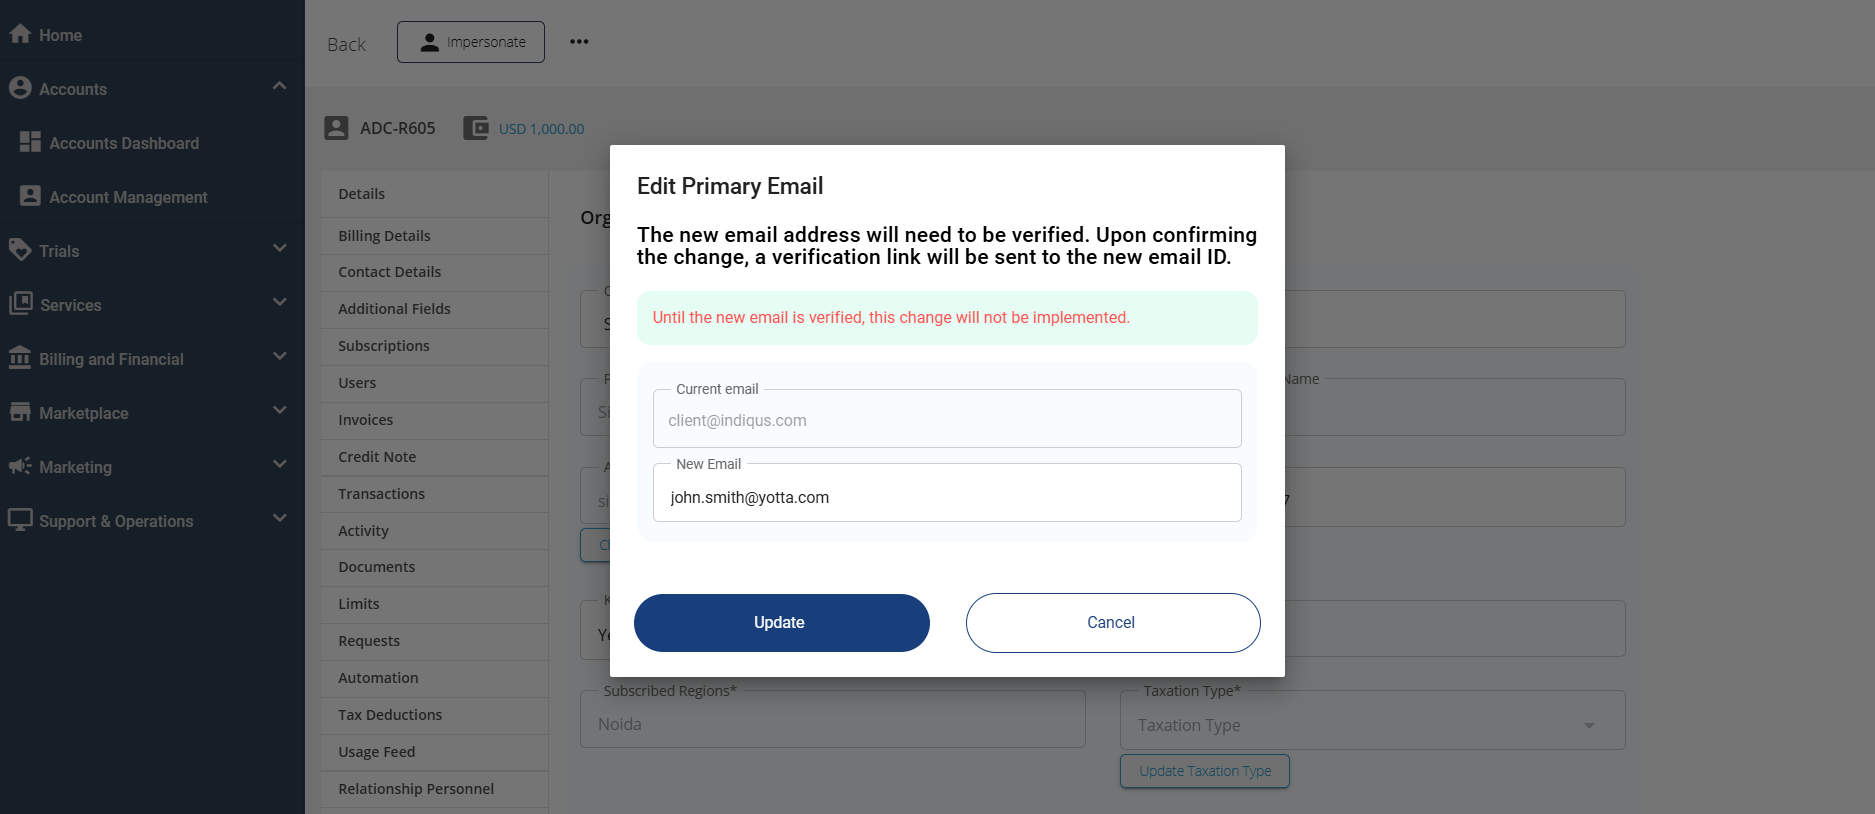 Home
Accounts
Accounts Dashboard
Account Management
Trials
Services
Billing and Financial
Marketplace
Marketing
Support & Operations
Back
Impersonate
ADC-R605
USD 1,000.00
Details
Billing Details
Contact Details
Additional Fields
Subscriptions
Users
Invoices
Credit Note
Transactions
Activity
Documents
Limits
Requests
Automation
Tax Deductions
Usage Feed
Relationship Personnel
Edit Primary Email
The new email address will need to be verified. Upon confirming
the change, a verification link will be sent to the new email ID.
Until the new email is verified, this change will not be implemented.
Current email
client@indiqus.com
New Email
john.smith@yotta.com
Update
Cancel
Name
Subscribed Regions*
Noida
Taxation Type*
Taxation Type
Update Taxation Type